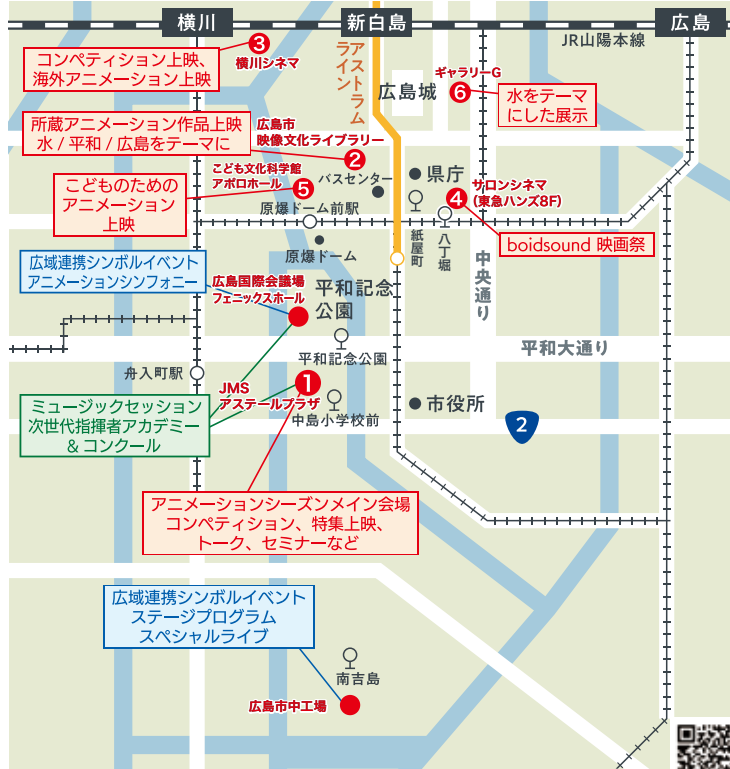 横川
新白島
広島
JR山陽本線
アストラム
ライン
❸
横川シネマ
コンペティション上映、
海外アニメーション上映
広島城
ギャラリーG
❻
水をテーマ
にした展示
所蔵アニメーション作品上映
水 / 平和 / 広島をテーマに
広島市
映像文化ライブラリー
❷
こども文化科学館
アポロホール
❺
バスセンター
県庁
❹
サロンシネマ
(東急ハンズ8F)
こどものための
アニメーション
上映
原爆ドーム前駅
原爆ドーム
紙屋町
八丁堀
boidsound 映画祭
中央通り
広域連携シンボルイベント
アニメーションシンフォニー
広島国際会議場
フェニックスホール
平和記念
公園
平和記念公園
平和大通り
舟入町駅
JMS
アステールプラザ
❶
中島小学校前
市役所
2
ミュージックセッション
次世代指揮者アカデミー
&コンクール
アニメーションシーズンメイン会場
コンペティション、特集上映、
トーク、セミナーなど
広域連携シンボルイベント
ステージプログラム
スペシャルライブ
南吉島
広島市中工場